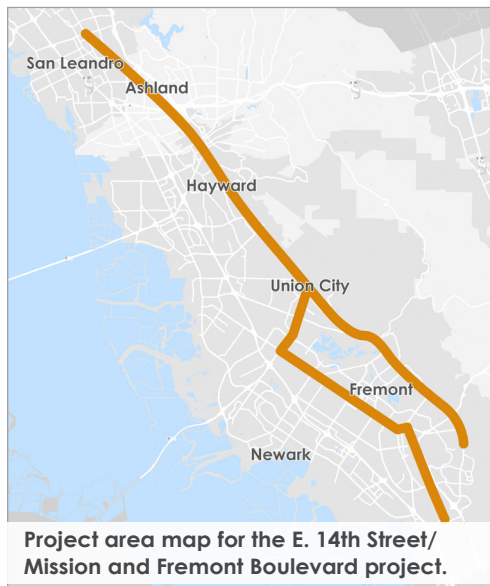 San Leandro
Ashland
Hayward
Union City
Fremont
Newark
Project area map for the E. 14th Street/
Mission and Fremont Boulevard project.